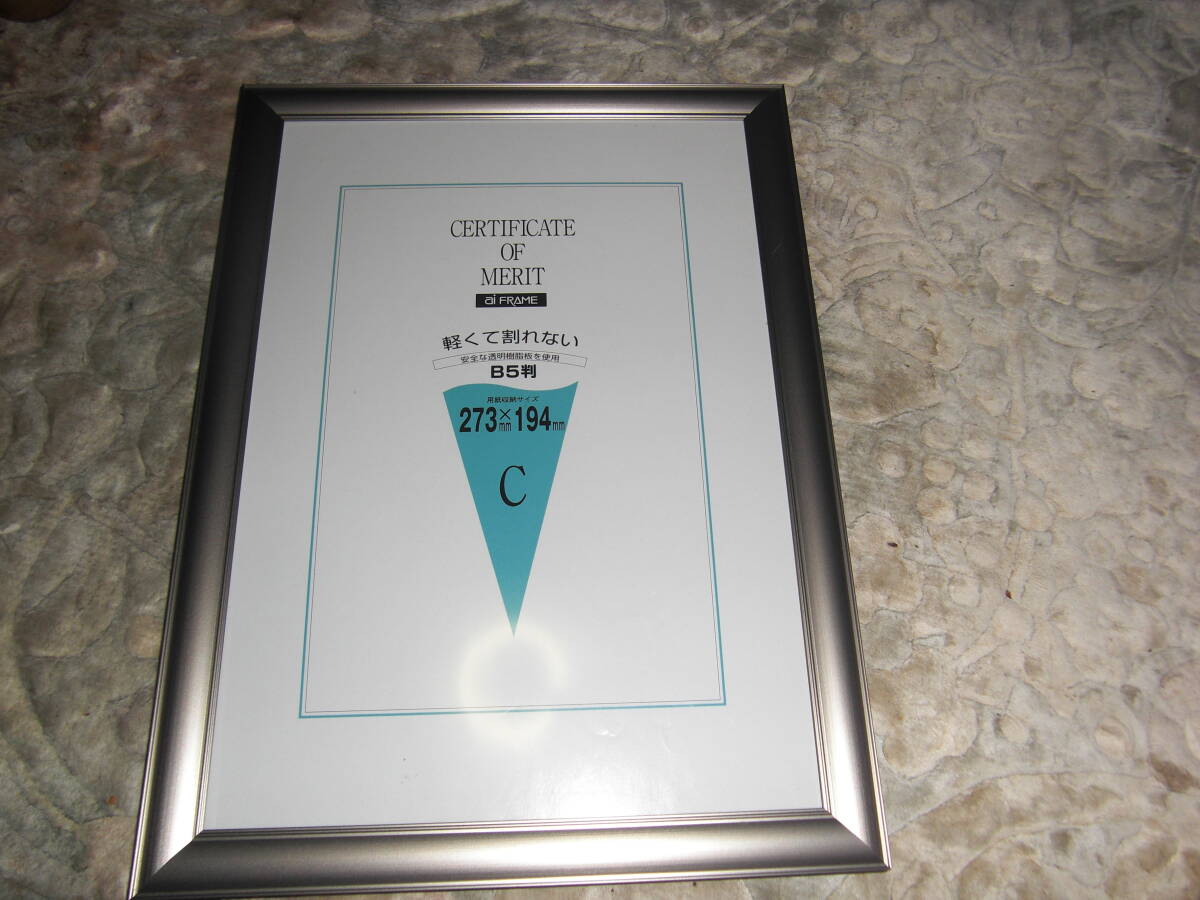 CERTIFICATE
OF
MERIT
ai FRAME
軽くて割れない
安全な透明樹脂板を使用
B5判
用紙収納サイズ
273mm×194mm
C